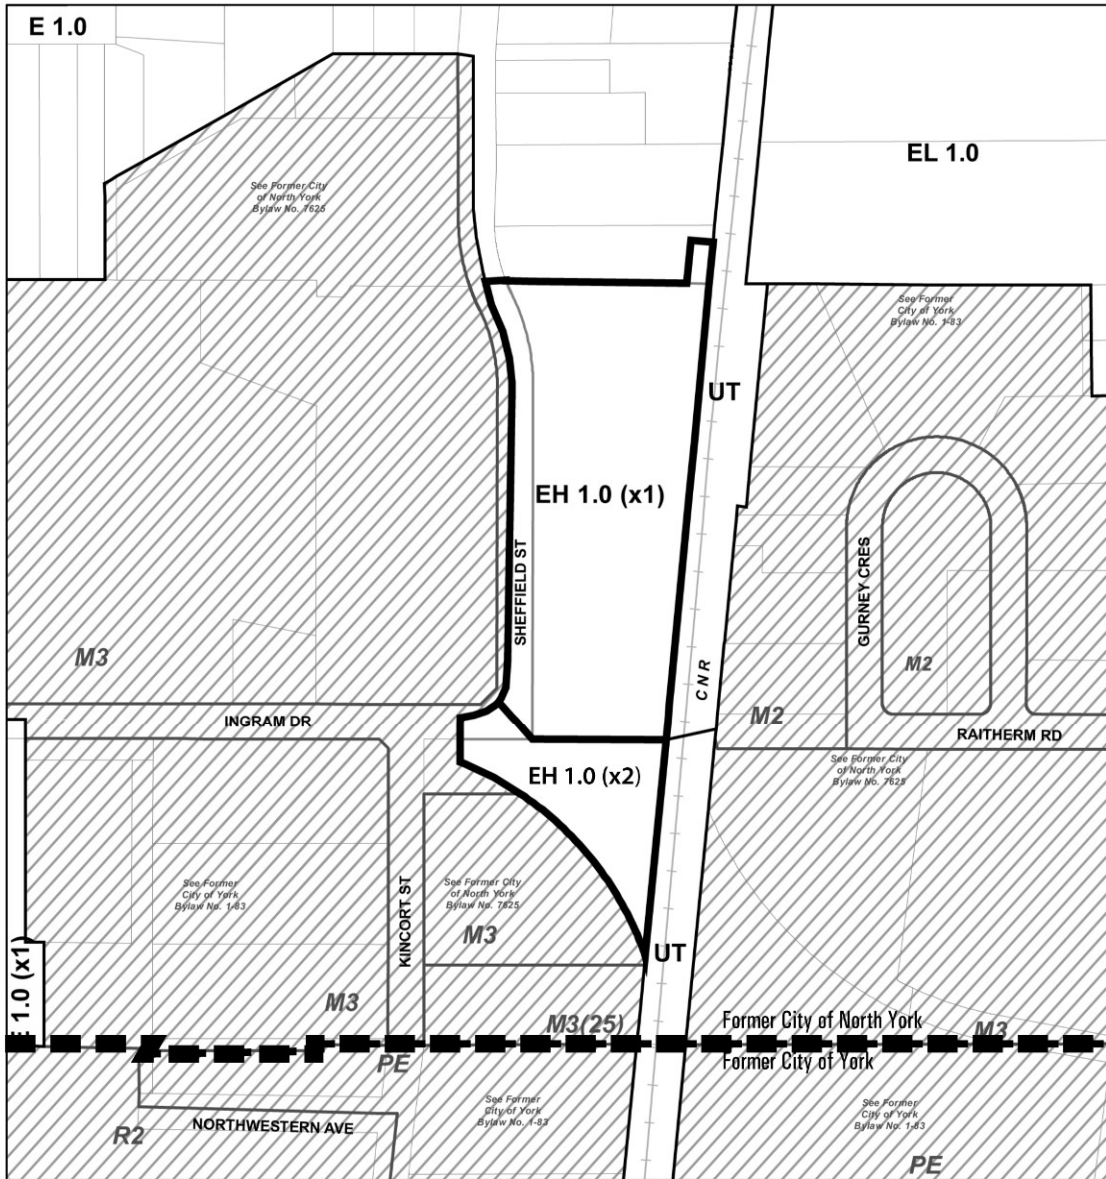 E 1.0
EL 1.0
See Former City
of North York
Bylaw No. 7625
See Former
City of York
Bylaw No. 1-83
UT
EH 1.0 (x1)
SHEFFIELD ST
GURNEY CRES
M3
M2
CNR
M2
INGRAM DR
RAITHERM RD
EH 1.0 (x2)
See Former City
of North York
Bylaw No. 7625
See Former
City of York
Bylaw No. 1-83
See Former City
of North York
Bylaw No. 7625
KINCORT ST
M3
UT
E 1.0 (x1)
M3
M3(25)
Former City of North York
M3
Former City of York
PE
See Former
City of York
Bylaw No. 1-83
See Former
City of York
Bylaw No. 1-83
R2
NORTHWESTERN AVE
PE